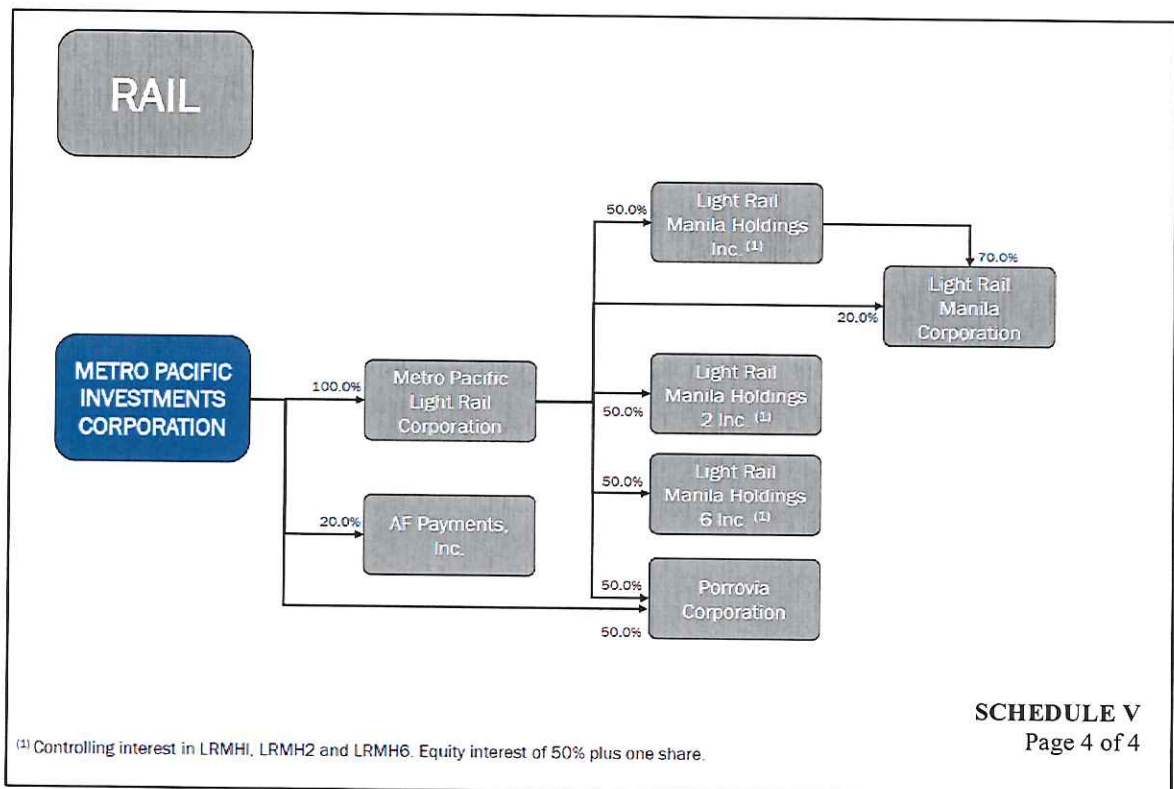 RAIL
50.0%
Light Rail
Manila Holdings
Inc. (1)
70.0%
Light Rail
Manila
Corporation
20.0%
METRO PACIFIC
INVESTMENTS
CORPORATION
100.0%
Metro Pacific
Light Rail
Corporation
50.0%
Light Rail
Manila Holdings
2 Inc. (1)
50.0%
Light Rail
Manila Holdings
6 Inc. (1)
20.0%
AF Payments,
Inc.
50.0%
Porrovia
Corporation
50.0%
SCHEDULE V
Page 4 of 4
(1) Controlling interest in LRMHI, LRMH2 and LRMH6. Equity interest of 50% plus one share.